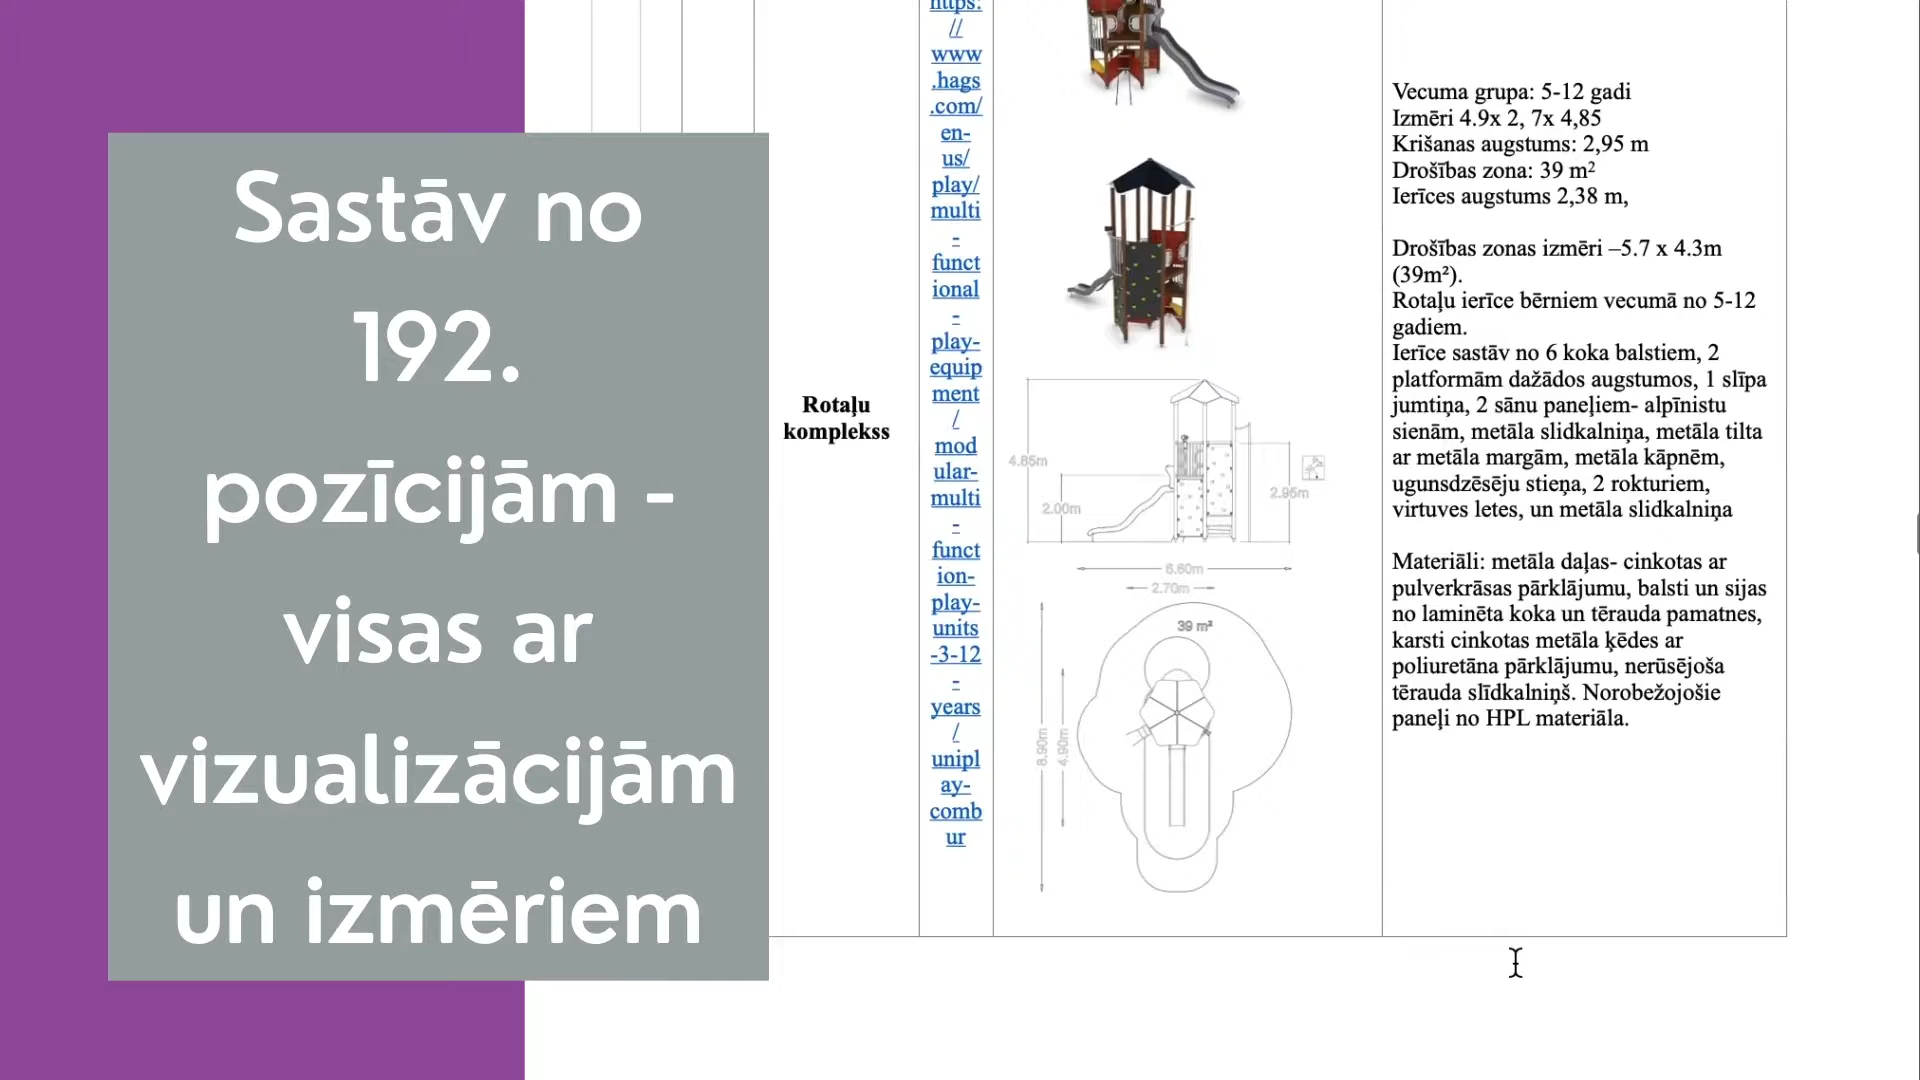 Sastāv no
192.
pozīcijām -
visas ar
vizualizācijām
un izmēriem
Rotaļu
komplekss
https:
//
www
.hags
.com/
en-
us/
play/
multi
-
funct
ional
-
play-
equip
ment
/
mod
ular-
multi
-
funct
ion-
play-
units
-3-12
-
years
/
unipl
ay-
comb
ur
4.85m
2.00m
2.95m
6.60m
2.70m
39 m²
8.90m
4.90m
Vecuma grupa: 5-12 gadi
Izmēri 4.9x 2, 7x 4,85
Krišanas augstums: 2,95 m
Drošības zona: 39 m²
Ierīces augstums 2,38 m,
Drošības zonas izmēri –5.7 x 4.3m
(39m²).
Rotaļu ierīce bērniem vecumā no 5-12
gadiem.
Ierīce sastāv no 6 koka balstiem, 2
platformām dažādos augstumos, 1 slīpa
jumtiņa, 2 sānu paneļiem- alpīnistu
sienām, metāla slidkalniņa, metāla tilta
ar metāla margām, metāla kāpnēm,
ugunsdzēsēju stieņa, 2 rokturiem,
virtuves letes, un metāla slidkalniņa
Materiāli: metāla daļas- cinkotas ar
pulverkrāsas pārklājumu, balsti un sijas
no laminēta koka un tērauda pamatnes,
karsti cinkotas metāla ķēdes ar
poliuretāna pārklājumu, nerūsējoša
tērauda slīdkalniņš. Norobežojošie
paneļi no HPL materiāla.